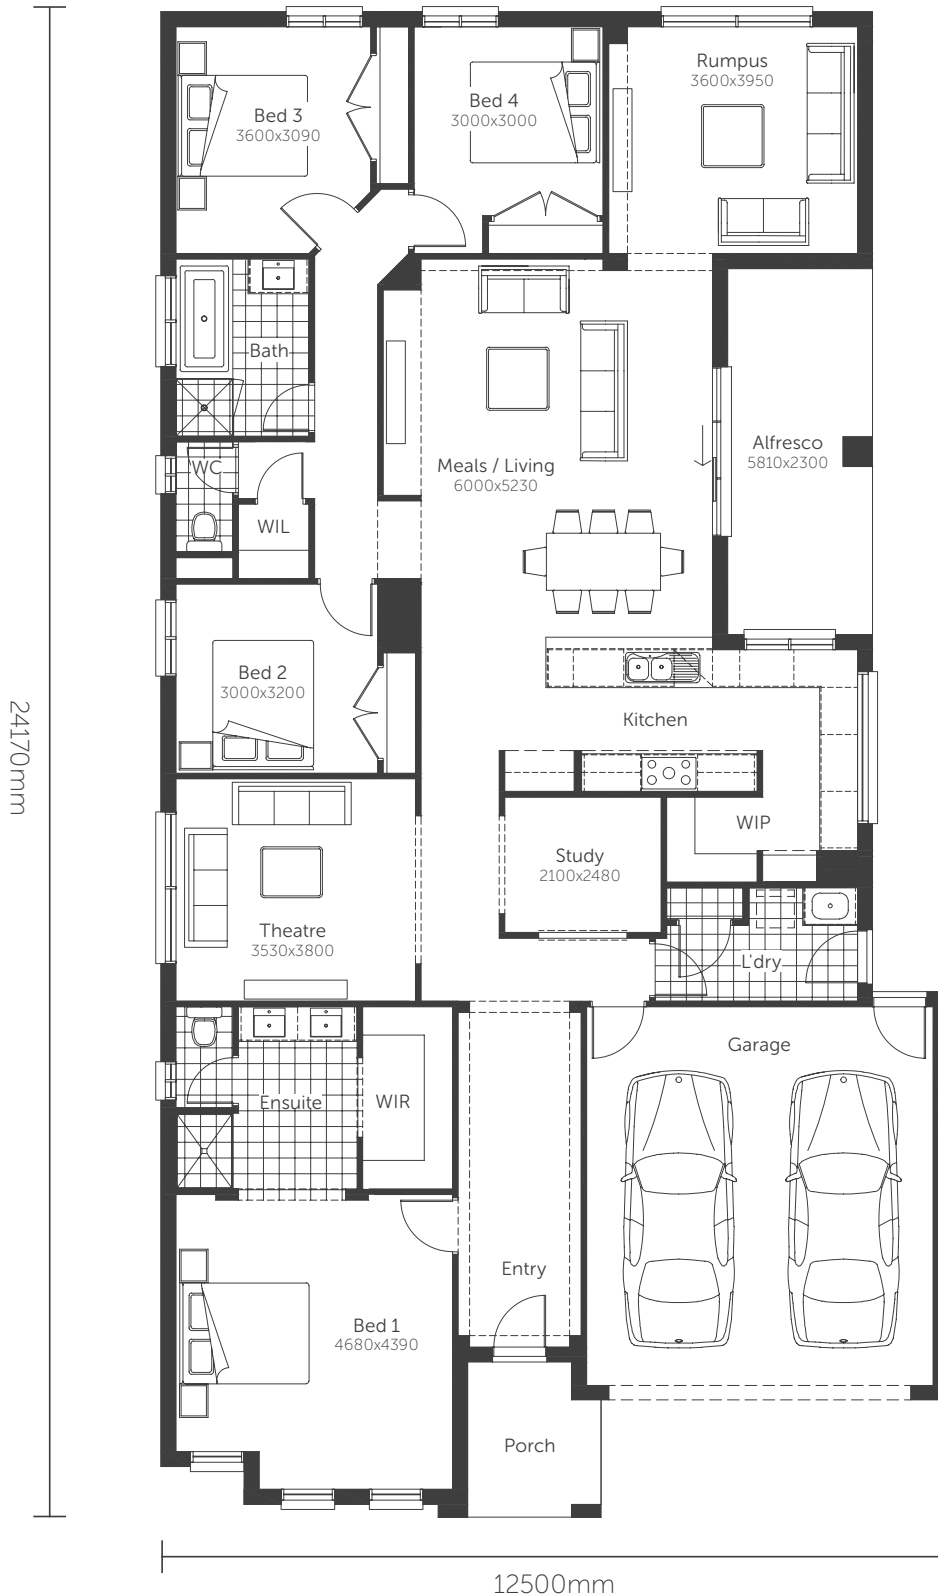 Bed 3
3600x3090
Bed 4
3000x3000
Rumpus
3600x3950
Bath
WC
WIL
Meals / Living
6000x5230
Alfresco
5810x2300
Bed 2
3000x3200
Kitchen
24170mm
WIP
Study
2100x2480
Theatre
3530x3800
L'dry
Garage
Ensuite
WIR
Entry
Bed 1
4680x4390
Porch
12500mm